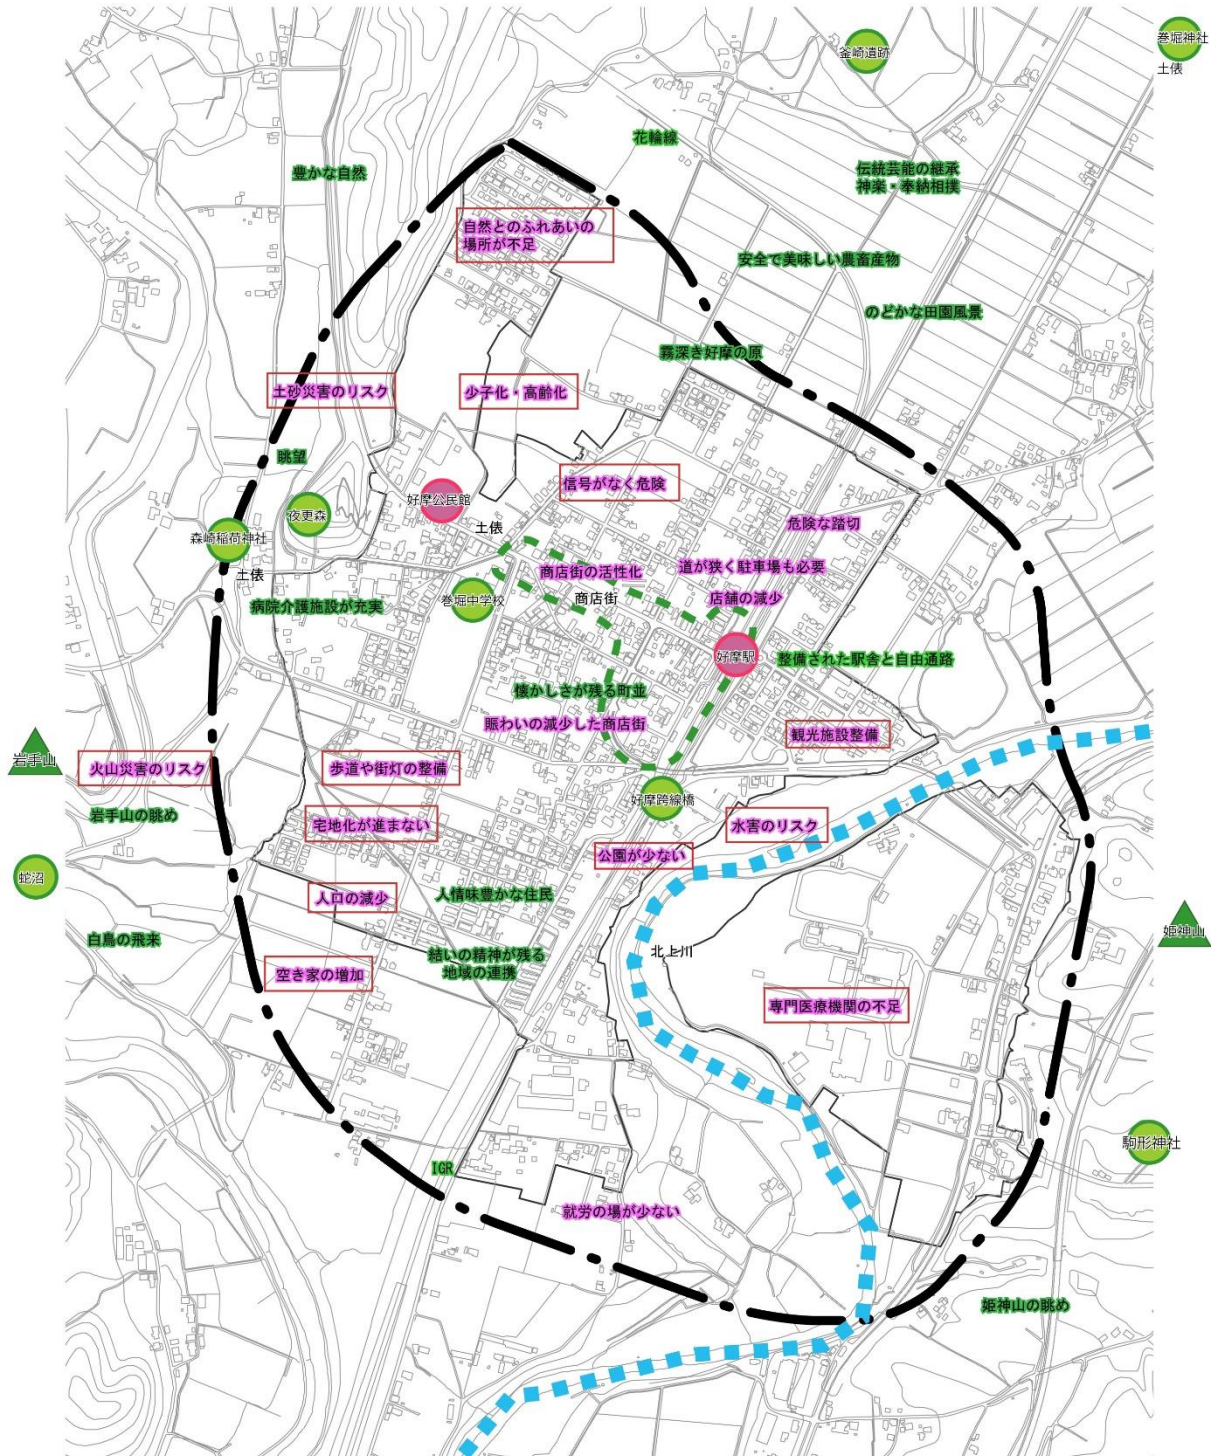 釜崎遺跡
巻堀神社
土俵
花輪線
豊かな自然
伝統芸能の継承
神楽・奉納相撲
自然とのふれあいの
場所が不足
安全で美味しい農畜産物
のどかな田園風景
霧深き好摩の原
土砂災害のリスク
少子化・高齢化
眺望
信号がなく危険
好摩公民館
夜更森
土俵
危険な踏切
森崎稲荷神社
土俵
商店街の活性化
道が狭く駐車場も必要
商店街
店舗の減少
巻堀中学校
病院介護施設が充実
好摩駅
整備された駅舎と自由通路
懐かしさが残る町並
賑わいの減少した商店街
観光施設整備
岩手山
火山災害のリスク
歩道や街灯の整備
好摩跨線橋
岩手山の眺め
宅地化が進まない
水害のリスク
公園が少ない
蛇沼
人口の減少
人情味豊かな住民
姫神山
白鳥の飛来
結いの精神が残る
地域の連携
北上川
空き家の増加
専門医療機関の不足
駒形神社
IGR
就労の場が少ない
姫神山の眺め